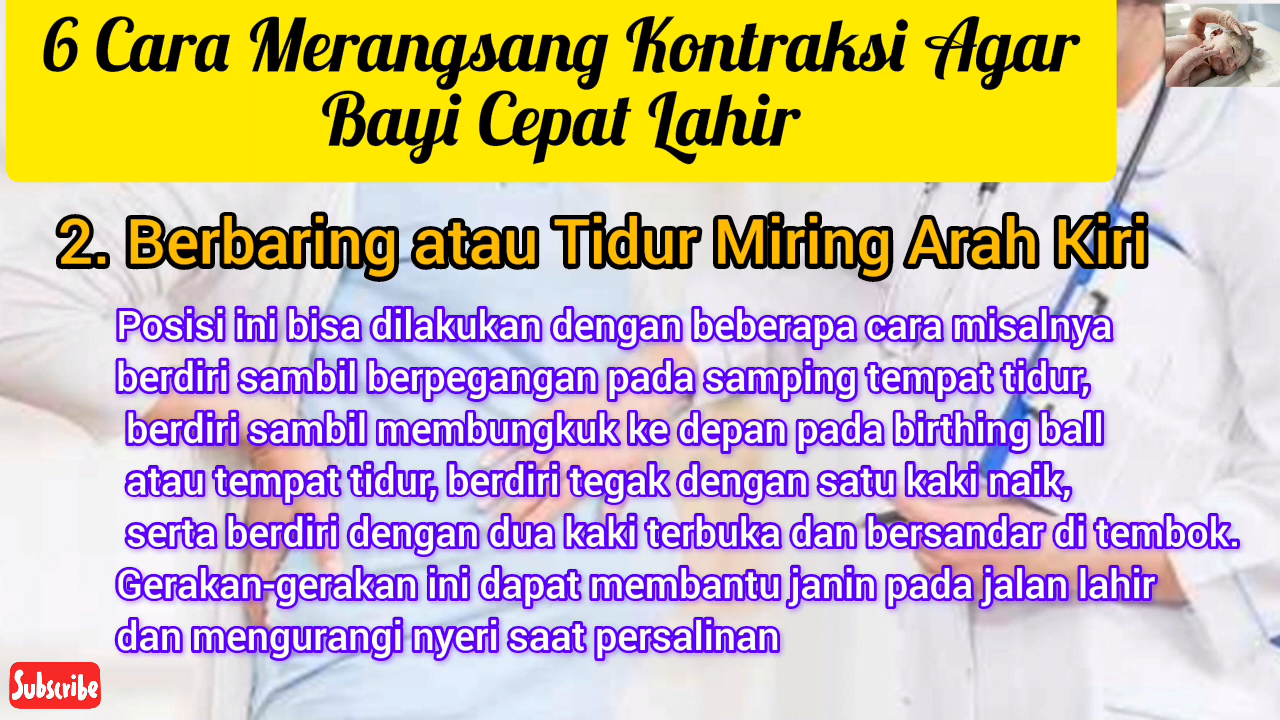 6 Cara Merangsang Kontraksi Agar
Bayi Cepat Lahir
2. Berbaring atau Tidur Miring Arah Kiri
Posisi ini bisa dilakukan dengan beberapa cara misalnya
berdiri sambil berpegangan pada samping tempat tidur,
berdiri sambil membungkuk ke depan pada birthing ball
atau tempat tidur, berdiri tegak dengan satu kaki naik,
serta berdiri dengan dua kaki terbuka dan bersandar di tembok.
Gerakan-gerakan ini dapat membantu janin pada jalan lahir
dan mengurangi nyeri saat persalinan
Subscribe